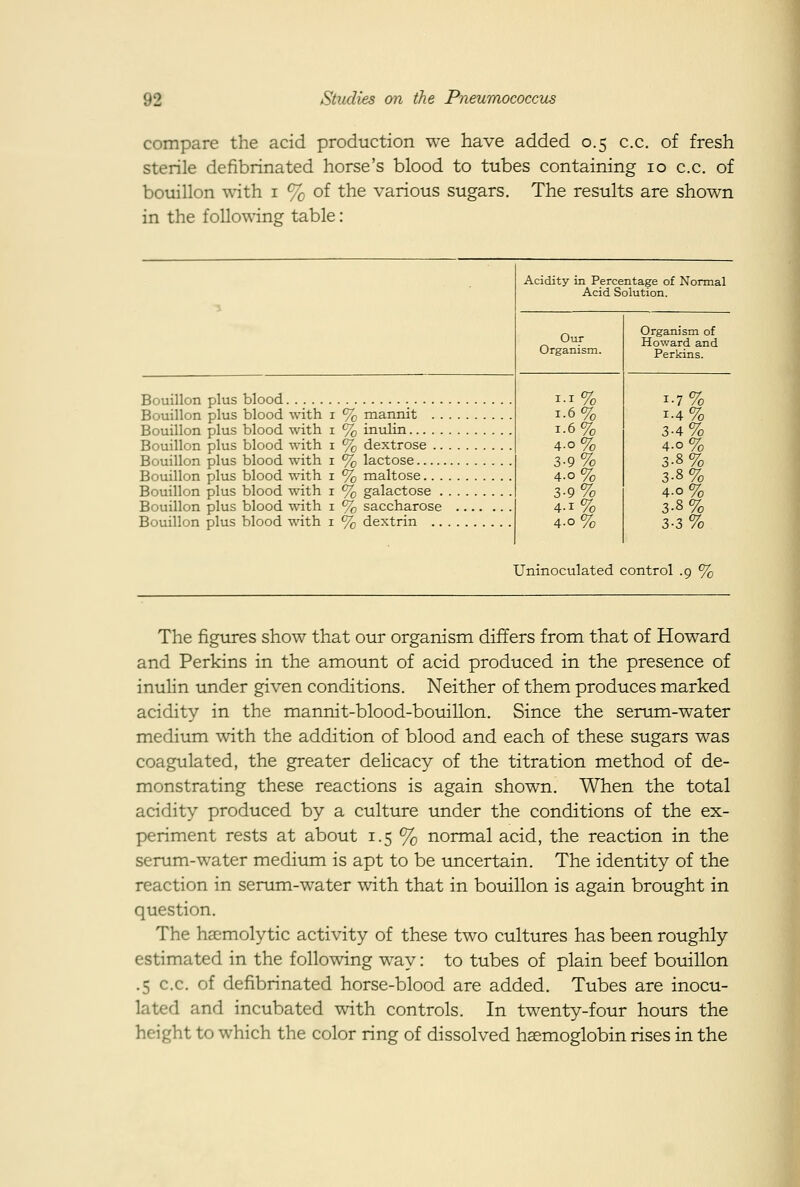 92 Studies on the Pneumococcus
compare the acid production we have added 0.5 c.c. of fresh
sterile defibrinated horse's blood to tubes containing 10 c.c. of
bouillon with 1 % of the various sugars. The results are shown
in the following table:
Acidity in Percentage of Normal
Acid Solution.
Our
Organism.
Organism of
Howard and
Perkins.
Bouillon plus blood. . . . . . . . . . . . . . . . . . . . . . . . 1.1 % 1.7 %
Bouillon plus blood with 1 % mannit . . . . . . . . . . 1.6 % 1.4 %
Bouillon plus blood with 1 % inulin. . . . . . . . . . . . 1.6 % 3.4 %
Bouillon plus blood with 1 % dextrose . . . . . . . . . 4.0 % 4.0 %
Bouillon plus blood with 1 % lactose. . . . . . . . . . . 3.9 % 3.8 %
Bouillon plus blood with 1 % maltose. . . . . . . . . . . 4.0 % 3.8 %
Bouillon plus blood with 1 % galactose . . . . . . . . . 3.9 % 4.0 %
Bouillon plus blood with 1 % saccharose . . . . . . . 4.1 % 3.8 %
Bouillon plus blood with 1 % dextrin . . . . . . . . . . 4.0 % 3.3 %
Uninoculated control .9 %
The figures show that our organism differs from that of Howard
and Perkins in the amount of acid produced in the presence of
inulin under given conditions. Neither of them produces marked
acidity in the mannit-blood-bouillon. Since the serum-water
medium with the addition of blood and each of these sugars was
coagulated, the greater delicacy of the titration method of de-
monstrating these reactions is again shown. When the total
acidity produced by a culture under the conditions of the ex-
periment rests at about 1.5 % normal acid, the reaction in the
serum-water medium is apt to be uncertain. The identity of the
reaction in serum-water with that in bouillon is again brought in
question.
The hæmolytic activity of these two cultures has been roughly
estimated in the following way: to tubes of plain beef bouillon
.5 c.c. of defibrinated horse-blood are added. Tubes are inocu-
lated and incubated with controls. In twenty-four hours the
height to which the color ring of dissolved hæmoglobin rises in the